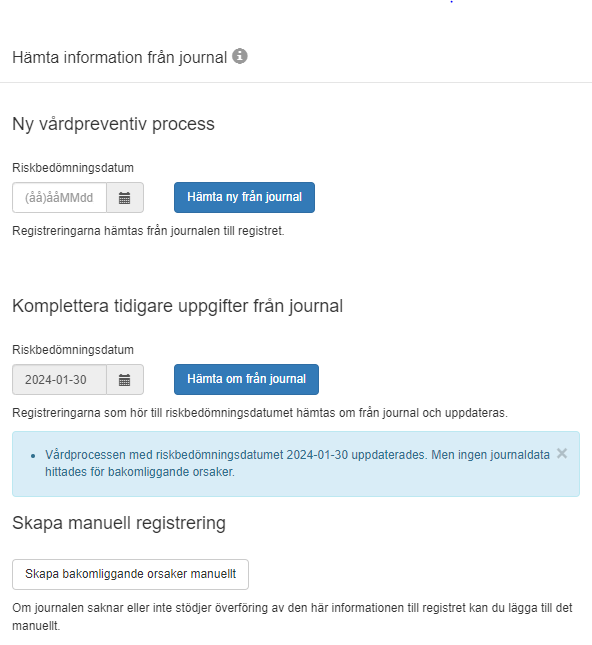 Hämta information från journal
Ny vårdpreventiv process
Riskbedömningsdatum
(åå)ååMMdd
Hämta ny från journal
Registreringarna hämtas från journalen till registret.
Komplettera tidigare uppgifter från journal
Riskbedömningsdatum
2024-01-30
Hämta om från journal
Registreringarna som hör till riskbedömningsdatumet hämtas om från journal och uppdateras.
• Vårdprocessen med riskbedömningsdatumet 2024-01-30 uppdaterades. Men ingen journaldata ×
hittades för bakomliggande orsaker.
Skapa manuell registrering
Skapa bakomliggande orsaker manuellt
Om journalen saknar eller inte stödjer överföring av den här informationen till registret kan du lägga till det
manuellt.